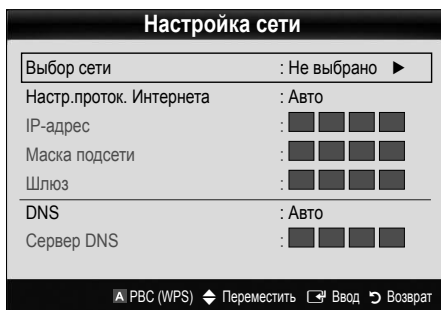 Настройка сети
Выбор сети : Не выбрано ►
Настр.проток. Интернета : Авто
IP-адрес :
Маска подсети :
Шлюз :
DNS : Авто
Сервер DNS :
A PBC (WPS) Переместить Ввод Возврат